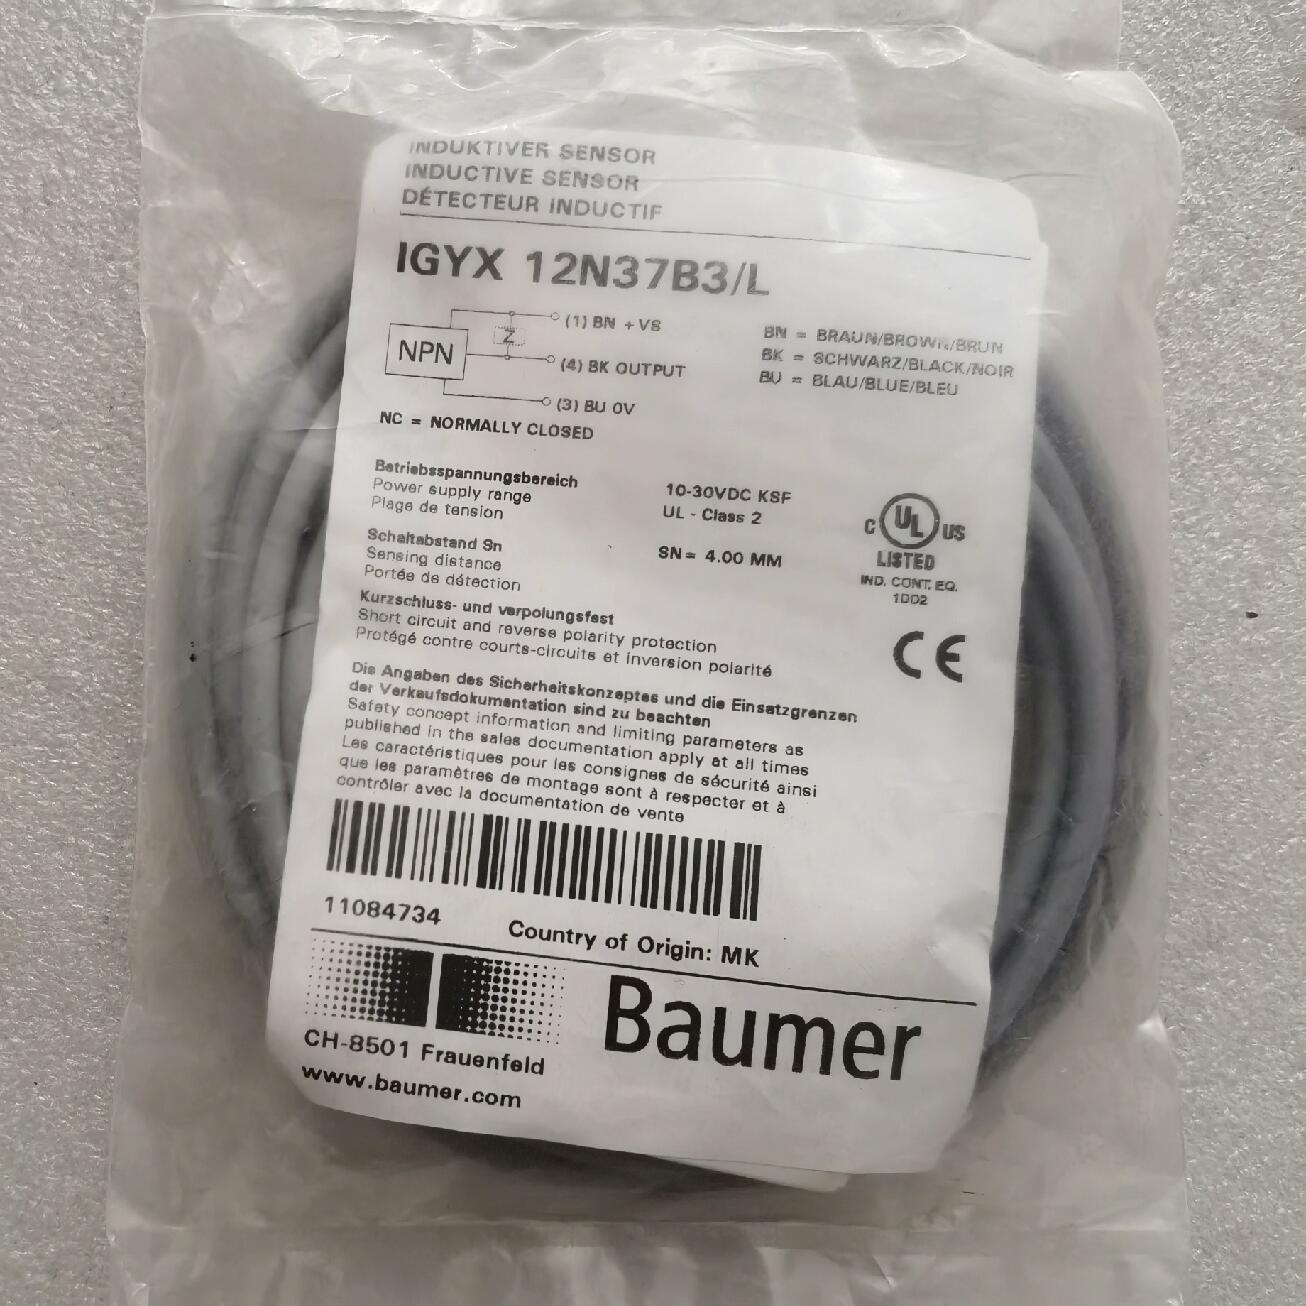 INDUKTIVER SENSOR
INDUCTIVE SENSOR
DÉTECTEUR INDUCTIF
IGYX 12N37B3/L
NPN
Z
(1) BN +VS
(4) BK OUTPUT
(3) BU 0V
BN = BRAUN/BROWN/BRUN
BK = SCHWARZ/BLACK/NOIR
BU = BLAU/BLUE/BLEU
NC = NORMALLY CLOSED
Betriebsspannungsbereich
Power supply range
Plage de tension
10-30VDC KSF
UL - Class 2
Schaltabstand Sn
Sensing distance
Portée de détection
SN= 4.00 MM
C UL US
LISTED
IND. CONT. EQ.
1DD2
Kurzschluss- und verpolungsfest
Short circuit and reverse polarity protection
Protégé contre courts-circuits et inversion polarité
CE
Die Angaben des Sicherheitskonzeptes und die Einsatzgrenzen
der Verkaufsdokumentation sind zu beachten
Safety concept information and limiting parameters as
published in the sales documentation apply at all times
Les caractéristiques pour les consignes de sécurité ainsi
que les paramètres de montage sont à respecter et à
contrôler avec la documentation de vente
11084734
Country of Origin: MK
Baumer
CH-8501 Frauenfeld
www.baumer.com